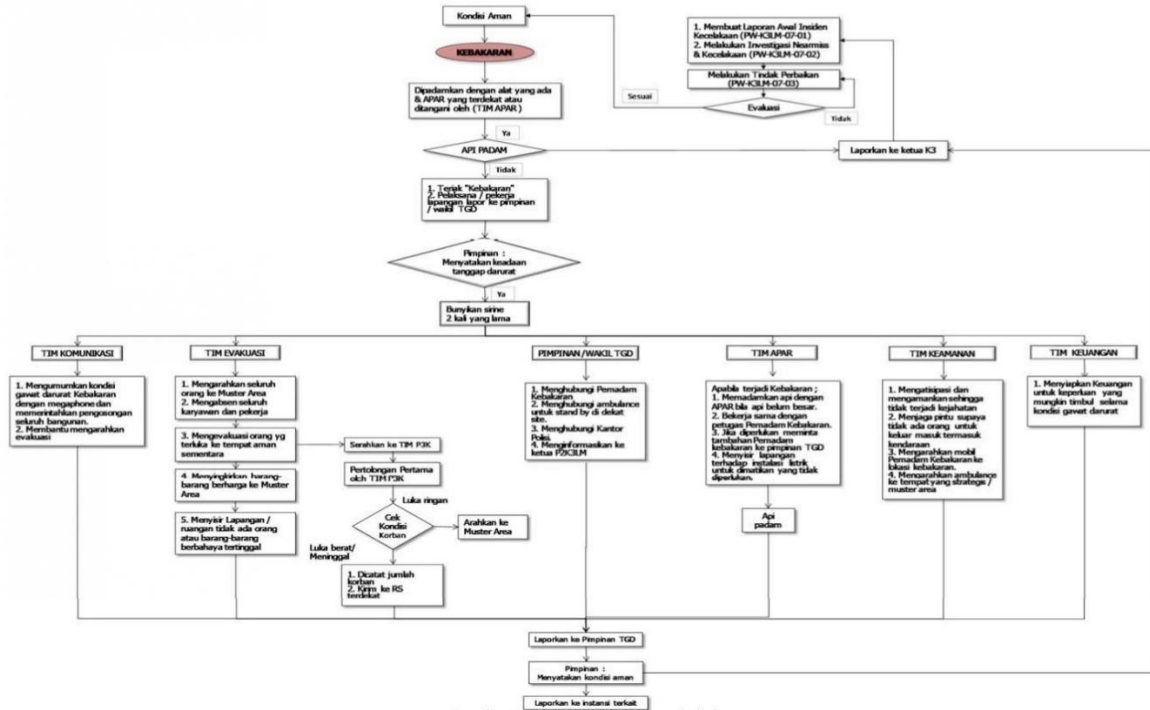 Kondisi Aman
KEBAKARAN
Dipadamkan dengan alat yang ada
& APAR yang terdekat atau
ditangani oleh (TIM APAR )
Ya
API PADAM
Tidak
1. Teriak "Kebakaran"
2. Pelaksana / pekerja
lapangan lapor ke pimpinan
/ wakil TGD
Pimpinan :
Menyatakan keadaan
tanggap darurat
Ya
Bunyikan sirine
2 kali yang lama
1. Membuat Laporan Awal Insiden
Kecelakaan (PW-K3LM-07-01)
2. Melakukan Investigasi Nearmiss
& Kecelakaan (PW-K3LM-07-02)
Melakukan Tindak Perbaikan
(PW-K3LM-07-03)
Sesuai
Evaluasi
Tidak
Laporkan ke ketua K3
TIM KOMUNIKASI
1. Mengumumkan kondisi
gawat darurat Kebakaran
dengan megaphone dan
memerintahkan pengosongan
seluruh bangunan.
2. Membantu mengarahkan
evakuasi
TIM EVAKUASI
1. Mengarahkan seluruh
orang ke Muster Area
2. Mengabsen seluruh
karyawan dan pekerja
3. Mengevakuasi orang yg
terluka ke tempat aman
sementara
4. Menyingkirkan barang-
barang berharga ke Muster
Area
5. Menyisir Lapangan /
ruangan tidak ada orang
atau barang-barang
berbahaya tertinggal
Serahkan ke TIM P3K
Pertolongan Pertama
oleh TIM P3K
Luka ringan
Cek
Kondisi
Korban
Arahkan ke
Muster Area
Luka berat/
Meninggal
1. Dicatat jumlah
korban
2. Kirim ke RS
terdekat
PIMPINAN /WAKIL TGD
1. Menghubungi Pemadam
Kebakaran
2. Menghubungi ambulance
untuk stand by di dekat
site.
3. Menghubungi Kantor
Polisi.
4. Menginformasikan ke
ketua P2K3LM
TIM APAR
Apabila terjadi Kebakaran ;
1. Memadamkan api dengan
APAR bila api belum besar.
2. Bekerja sama dengan
petugas Pemadam Kebakaran.
3. Jika diperlukan meminta
tambahan Pemadam
kebakaran ke pimpinan TGD
4. Menyisir lapangan
terhadap instalasi listrik
untuk dimatikan yang tidak
diperlukan.
Api
padam
TIM KEAMANAN
1. Mengatisipasi dan
mengamankan sehingga
tidak terjadi kejahatan
2. Menjaga pintu supaya
tidak ada orang untuk
keluar masuk termasuk
kendaraan
3. Mengarahkan mobil
Pemadam Kebakaran ke
lokasi kebakaran.
4. Mengarahkan ambulance
ke tempat yang strategis /
muster area
TIM KEUANGAN
1. Menyiapkan Keuangan
untuk keperluan yang
mungkin timbul selama
kondisi gawat darurat
Laporkan ke Pimpinan TGD
Pimpinan :
Menyatakan kondisi aman
Laporkan ke instansi terkait